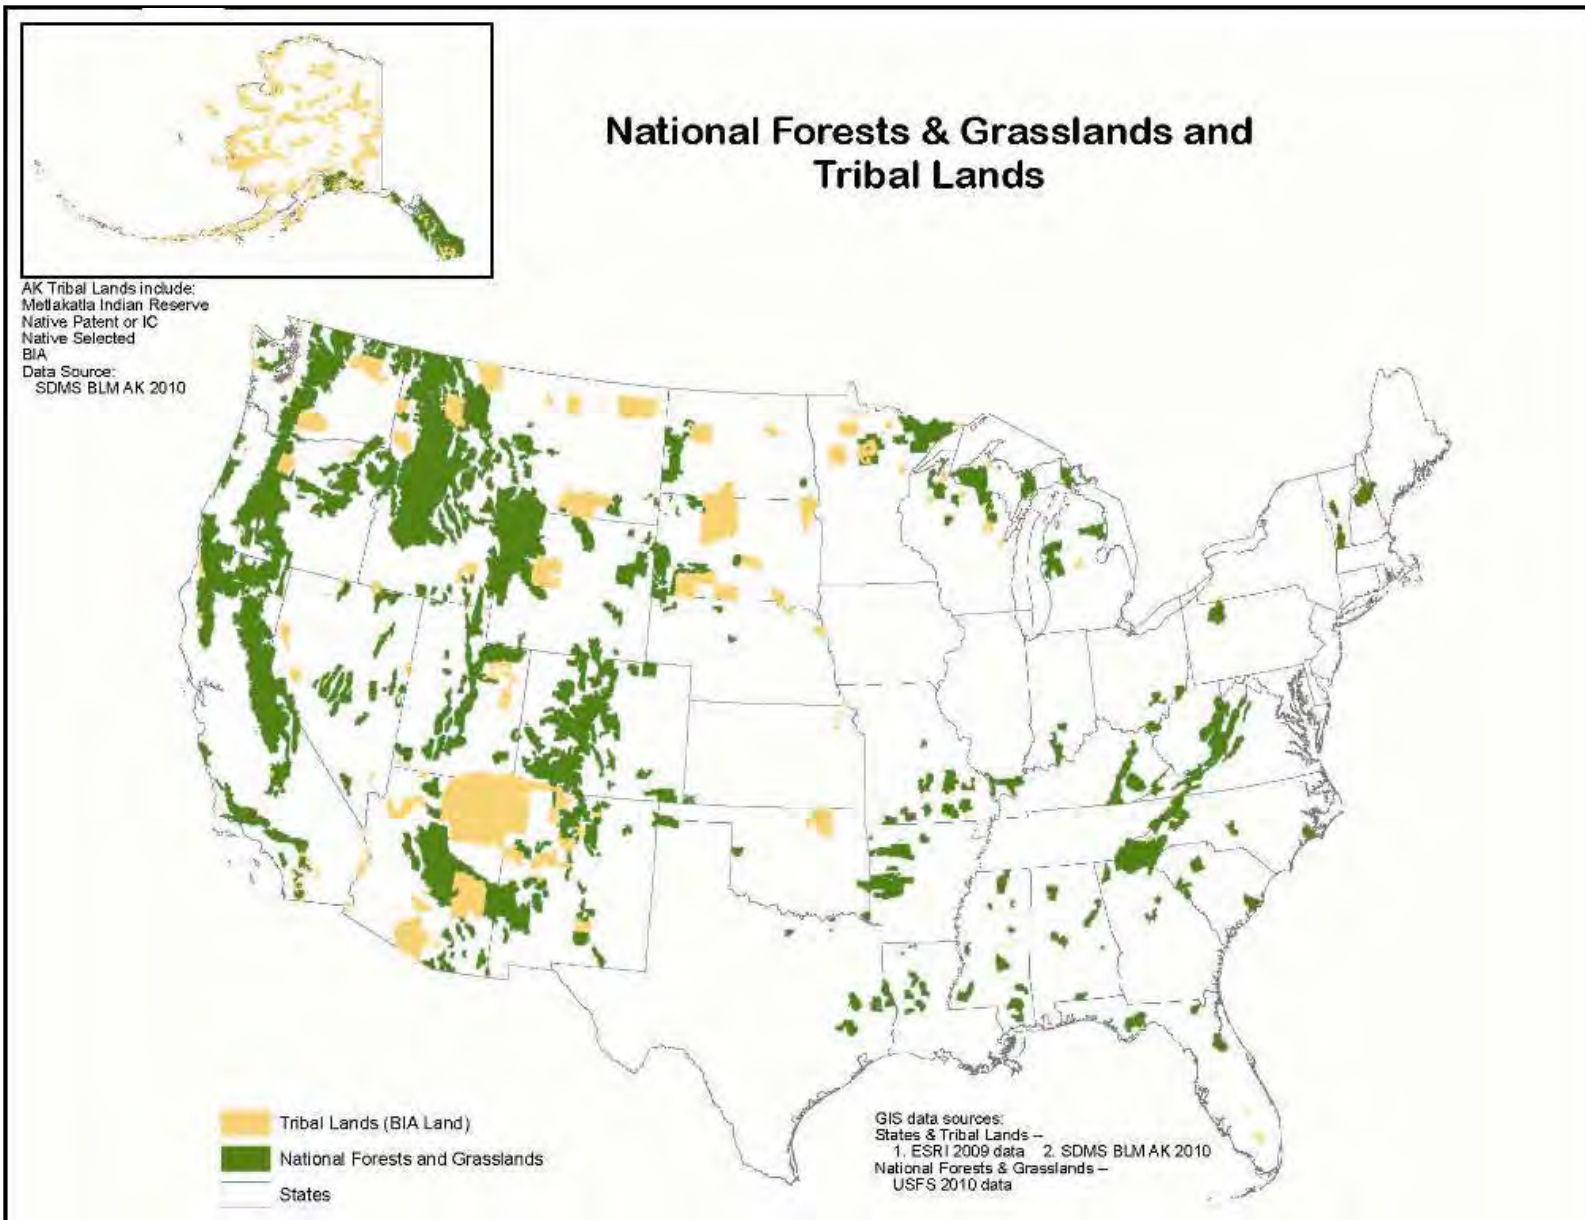 National Forests & Grasslands and
Tribal Lands
AK Tribal Lands include:
Metlakatla Indian Reserve
Native Patent or IC
Native Selected
BIA
Data Source:
SDMS BLM AK 2010
Tribal Lands (BIA Land)
National Forests and Grasslands
States
GIS data sources:
States & Tribal Lands –
1. ESRI 2009 data 2. SDMS BLM AK 2010
National Forests & Grasslands –
USFS 2010 data